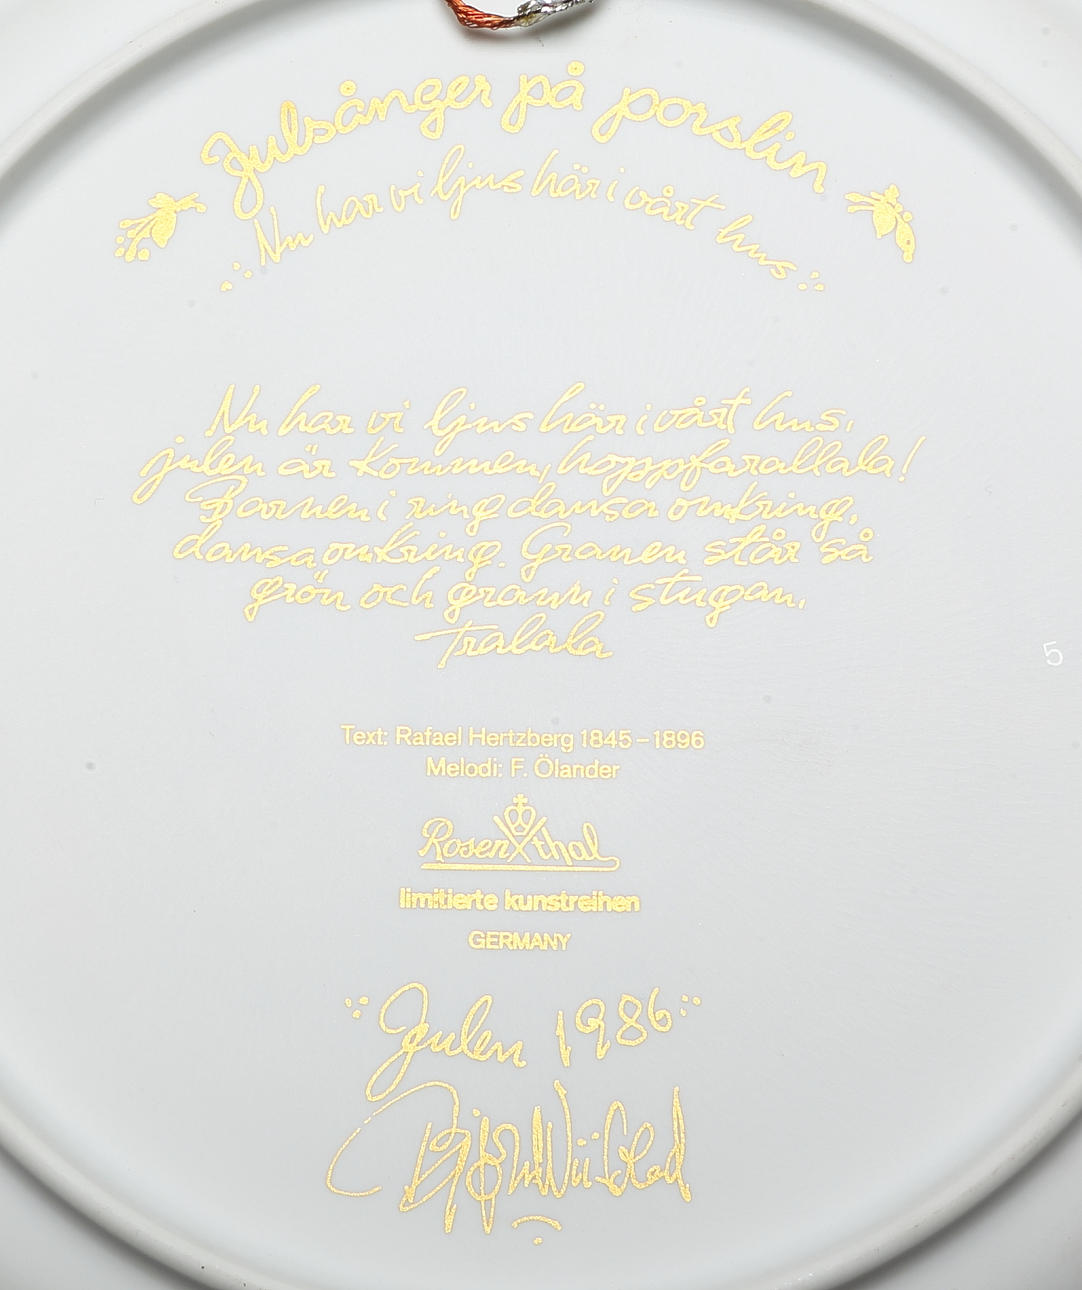 Julsånger på porslin
Nu har vi ljus här i vårt hus
Nu har vi ljus här i vårt hus,
julen är kommen, hoppfarallala!
Barnen i ring dansa omkring,
dansa omkring. Granen står så
grön och grann i stugan.
Tralala
5
Text: Rafael Hertzberg 1845–1896
Melodi: F. Ölander
Rosenthal
limitierte kunstreihen
GERMANY
Julen 1986
Bjørn Wiinblad